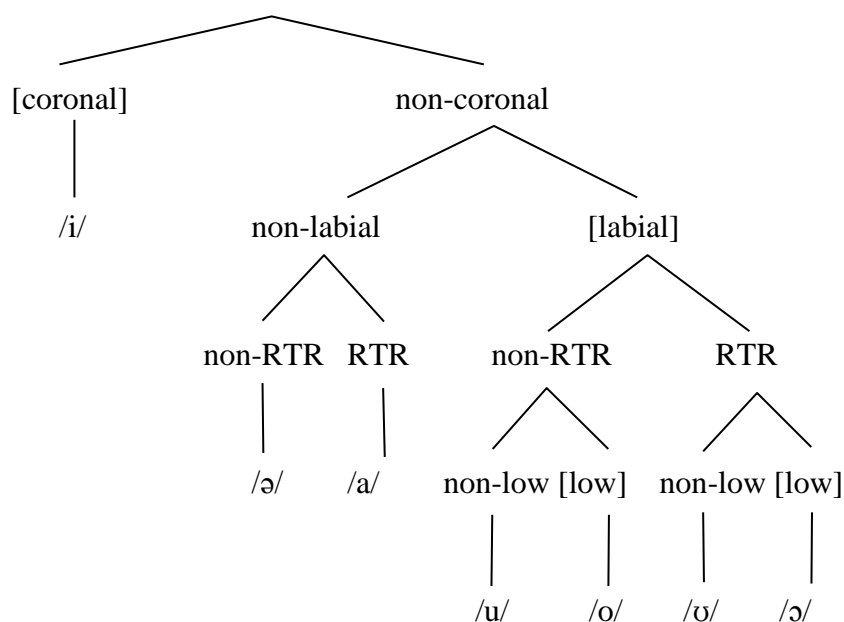 [coronal] non-coronal
/i/ non-labial [labial]
non-RTR RTR non-RTR RTR
/ə/ /a/ non-low [low] non-low [low]
/u/ /o/ /ʊ/ /ɔ/